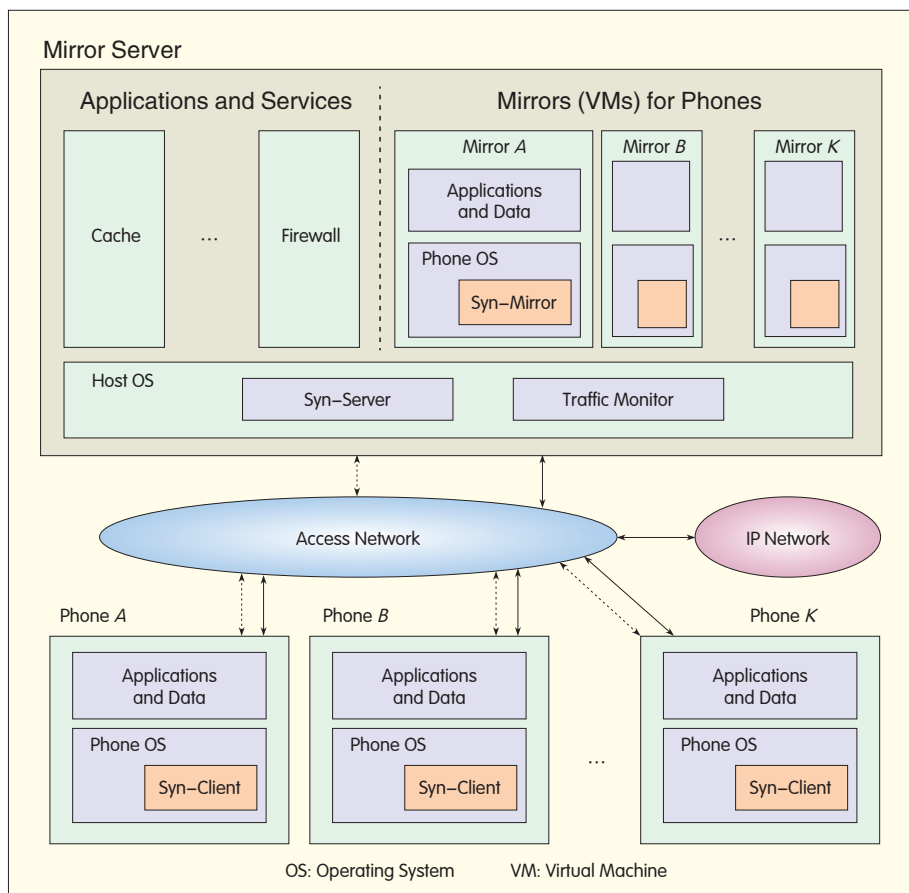 Mirror Server
Applications and Services
Mirrors (VMs) for Phones
Cache
...
Firewall
Mirror A
Applications
and Data
Phone OS
Syn–Mirror
Mirror B
...
Mirror K
Host OS
Syn–Server
Traffic Monitor
Access Network
IP Network
Phone A
Applications
and Data
Phone OS
Syn–Client
Phone B
Applications
and Data
Phone OS
Syn–Client
...
Phone K
Applications
and Data
Phone OS
Syn–Client
OS: Operating System
VM: Virtual Machine